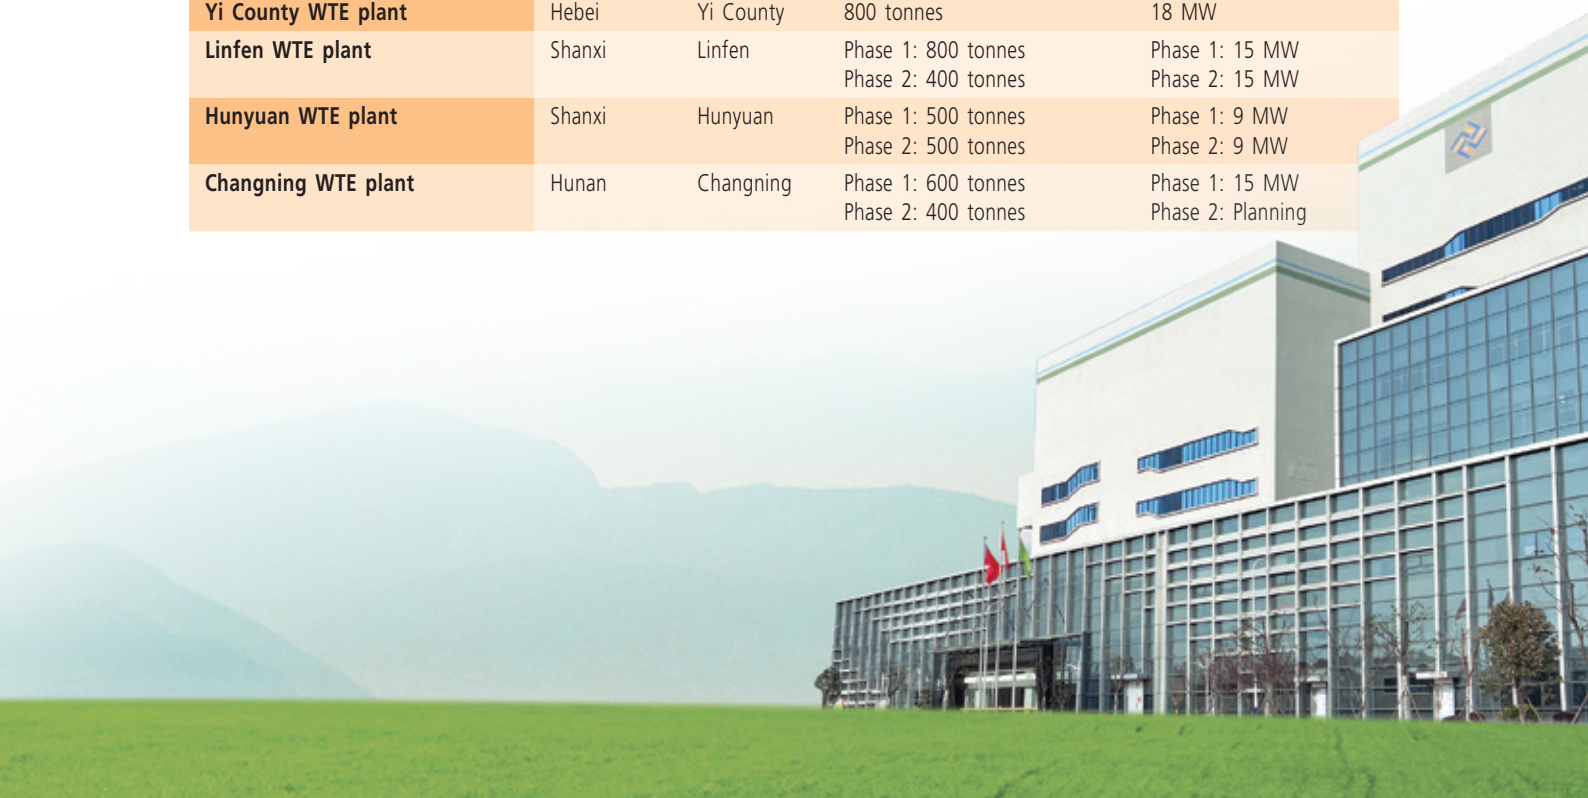 Yi County WTE plant Hebei Yi County 800 tonnes 18 MW
Linfen WTE plant Shanxi Linfen Phase 1: 800 tonnes Phase 1: 15 MW
Phase 2: 400 tonnes Phase 2: 15 MW
Hunyuan WTE plant Shanxi Hunyuan Phase 1: 500 tonnes Phase 1: 9 MW
Phase 2: 500 tonnes Phase 2: 9 MW
Changning WTE plant Hunan Changning Phase 1: 600 tonnes Phase 1: 15 MW
Phase 2: 400 tonnes Phase 2: Planning